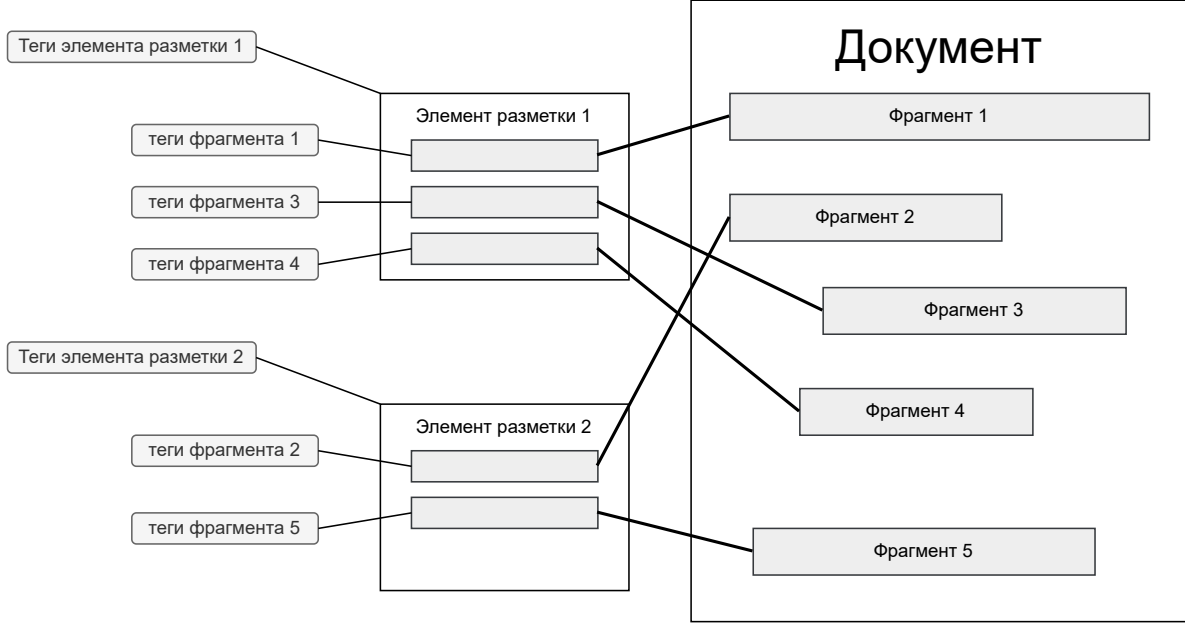 Документ
Теги элемента разметки 1
Элемент разметки 1
Фрагмент 1
теги фрагмента 1
теги фрагмента 3
Фрагмент 2
теги фрагмента 4
Фрагмент 3
Теги элемента разметки 2
Фрагмент 4
Элемент разметки 2
теги фрагмента 2
теги фрагмента 5
Фрагмент 5